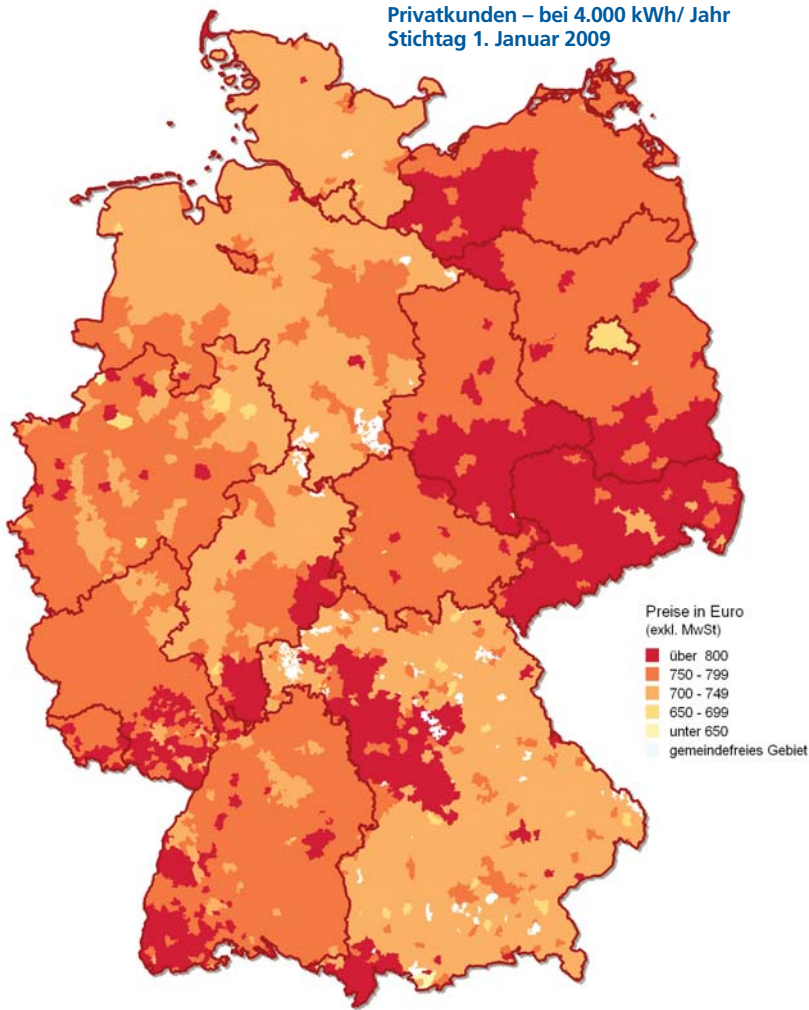 Privatkunden – bei 4.000 kWh/ Jahr
Stichtag 1. Januar 2009
Preise in Euro
(exkl. MwSt)
über 800
750 - 799
700 - 749
650 - 699
unter 650
gemeindefreies Gebiet